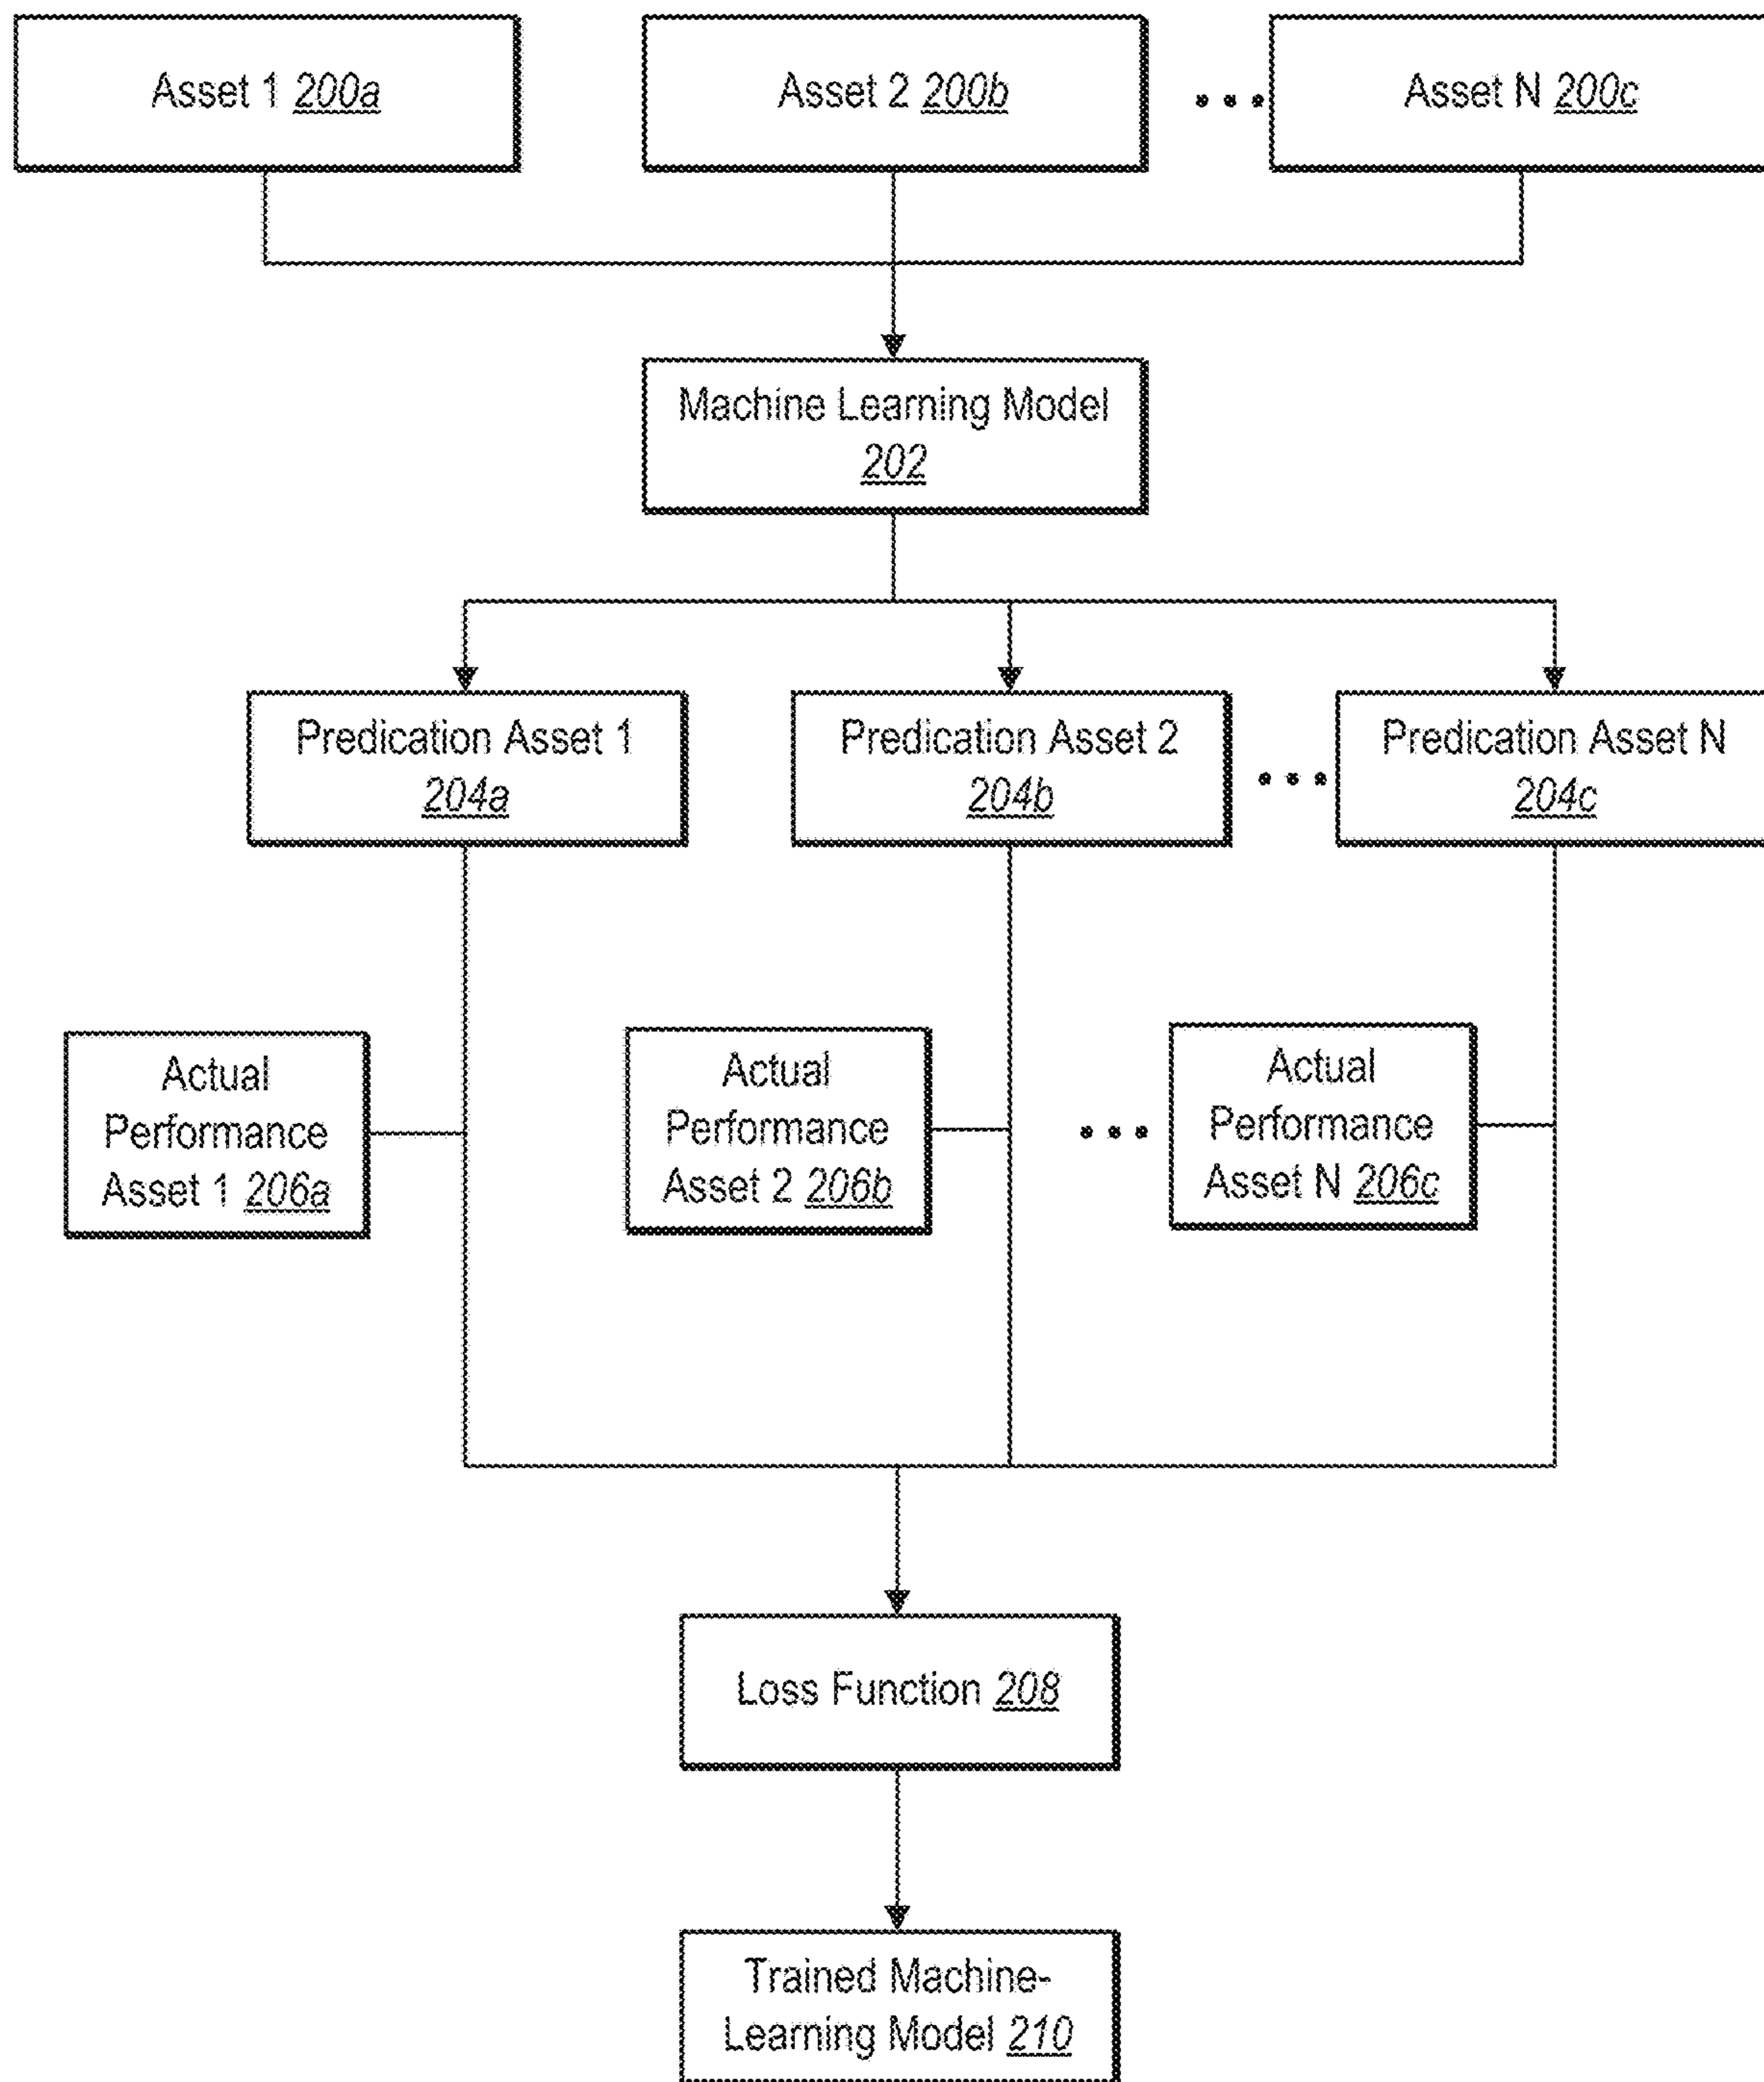 Asset 1 200a
Asset 2 200b
...
Asset N 200c
Machine Learning Model
202
Predication Asset 1
204a
Predication Asset 2
204b
...
Predication Asset N
204c
Actual
Performance
Asset 1 206a
Actual
Performance
Asset 2 206b
...
Actual
Performance
Asset N 206c
Loss Function 208
Trained Machine-
Learning Model 210